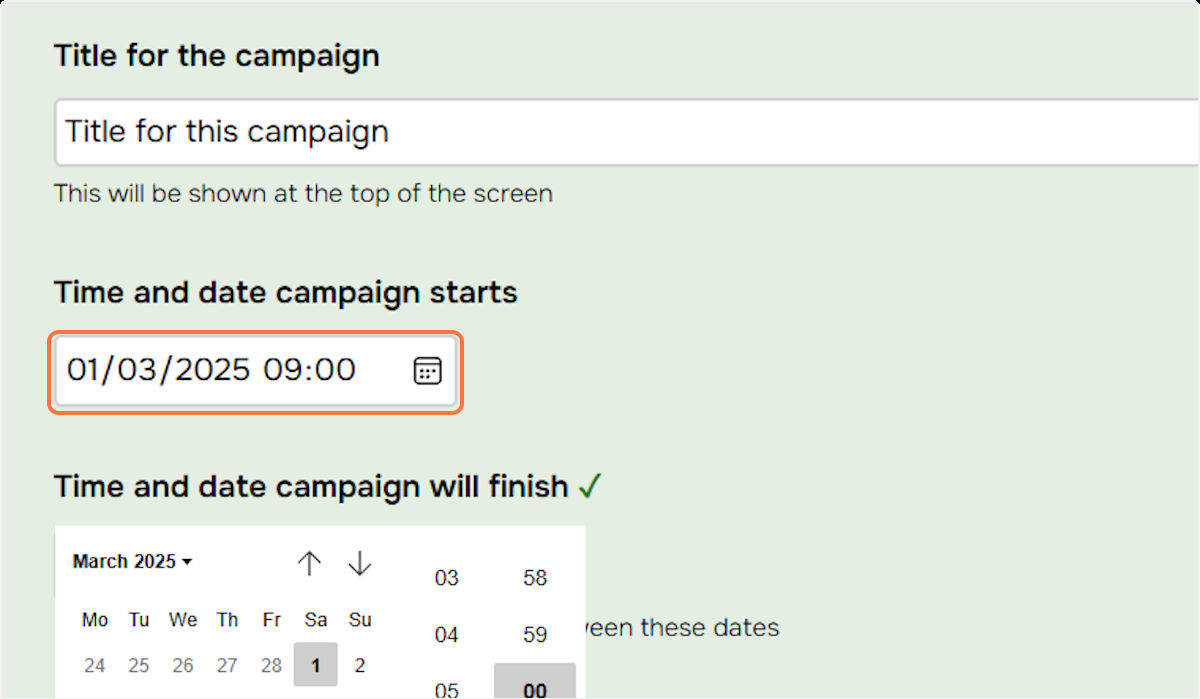 Title for the campaign
Title for this campaign
This will be shown at the top of the screen
Time and date campaign starts
01/03/2025 09:00
Time and date campaign will finish ✓
March 2025
03 58
Mo Tu We Th Fr Sa Su
04 59
these dates
24 25 26 27 28 1 2
05 00